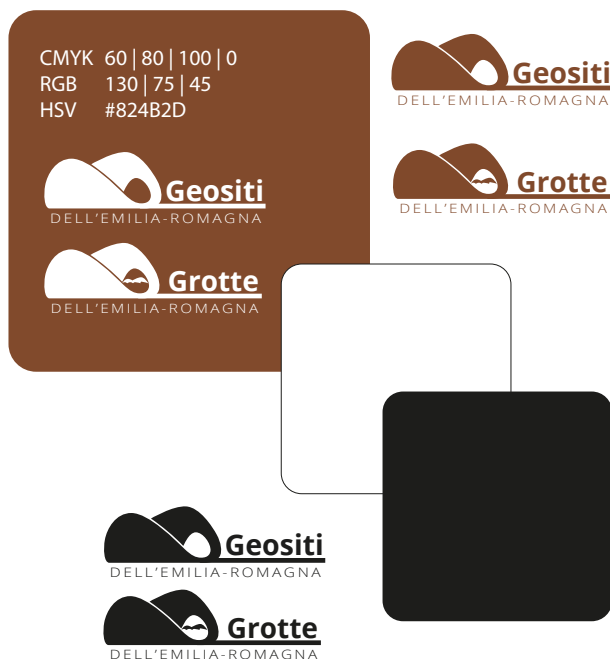 CMYK 60 | 80 | 100 | 0
RGB 130 | 75 | 45
HSV #824B2D
Geositi
DELL'EMILIA-ROMAGNA
Grotte
DELL'EMILIA-ROMAGNA
Geositi
DELL'EMILIA-ROMAGNA
Grotte
DELL'EMILIA-ROMAGNA
Geositi
DELL'EMILIA-ROMAGNA
Grotte
DELL'EMILIA-ROMAGNA